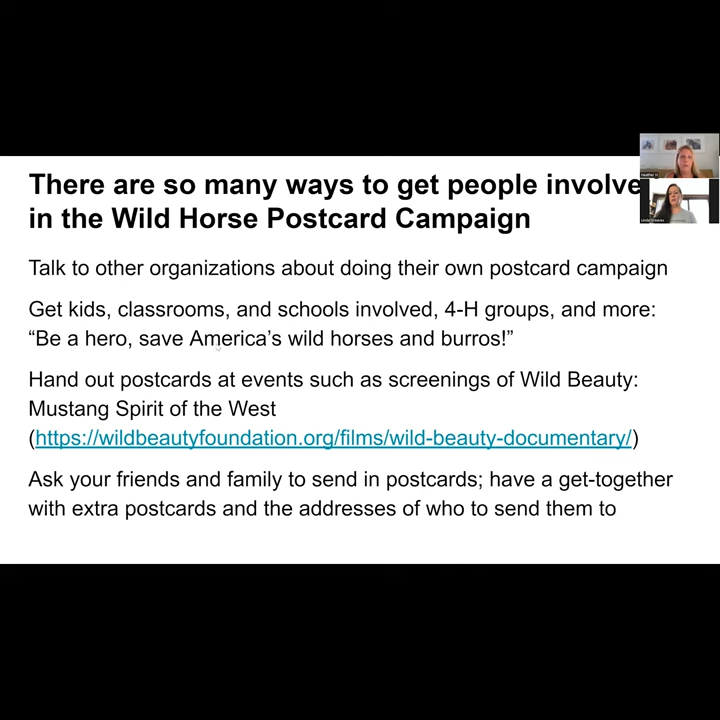 There are so many ways to get people involve
in the Wild Horse Postcard Campaign
Talk to other organizations about doing their own postcard campaign
Get kids, classrooms, and schools involved, 4-H groups, and more:
“Be a hero, save America’s wild horses and burros!”
Hand out postcards at events such as screenings of Wild Beauty:
Mustang Spirit of the West
(https://wildbeautyfoundation.org/films/wild-beauty-documentary/)
Ask your friends and family to send in postcards; have a get-together
with extra postcards and the addresses of who to send them to
Heather H
Linda Greaves